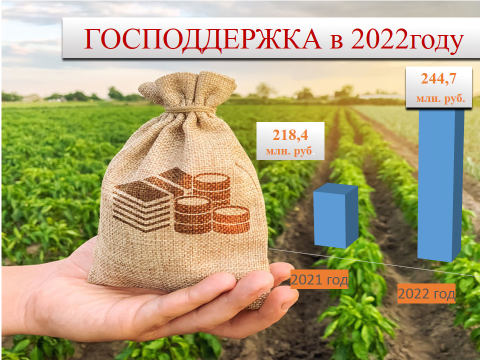 ГОСПОДДЕРЖКА в 2022году
244,7
млн. руб.
218,4
млн. руб
2021 год
2022 год